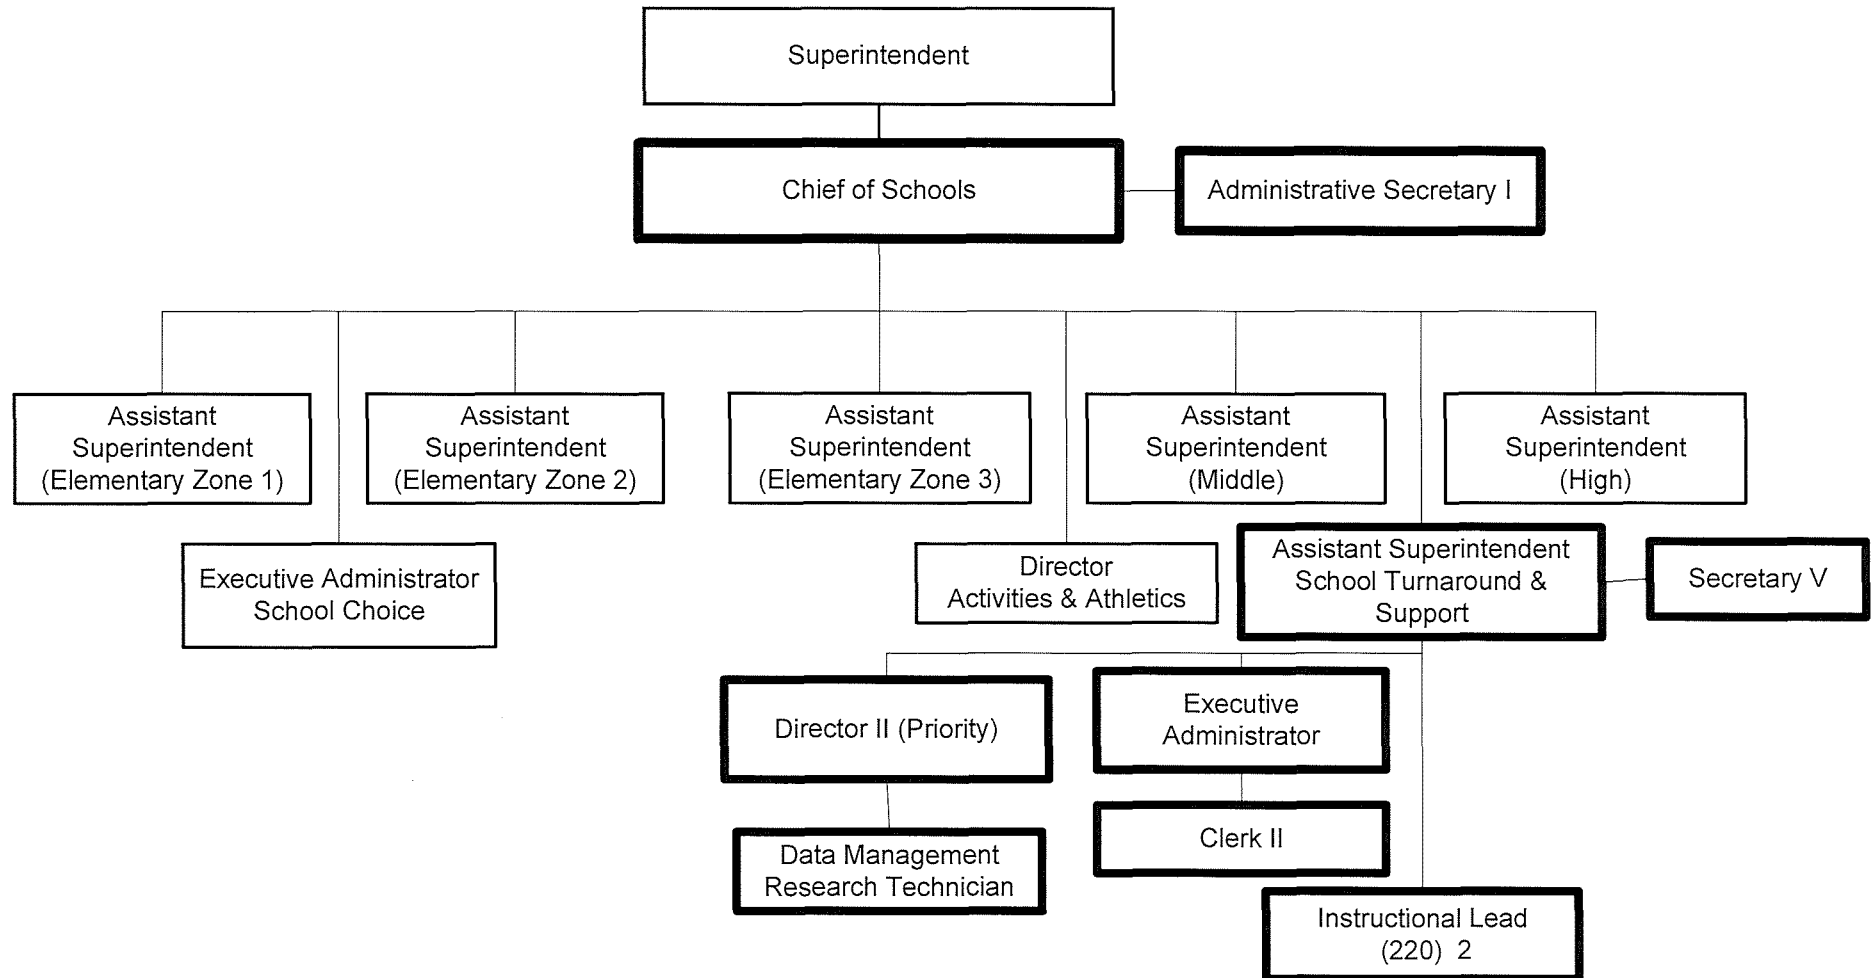 Superintendent
Chief of Schools
Administrative Secretary I
Assistant
Superintendent
(Elementary Zone 1)
Assistant
Superintendent
(Elementary Zone 2)
Assistant
Superintendent
(Elementary Zone 3)
Assistant
Superintendent
(Middle)
Assistant
Superintendent
(High)
Executive Administrator
School Choice
Director
Activities & Athletics
Assistant Superintendent
School Turnaround &
Support
Secretary V
Director II (Priority)
Executive
Administrator
Data Management
Research Technician
Clerk II
Instructional Lead
(220)  2